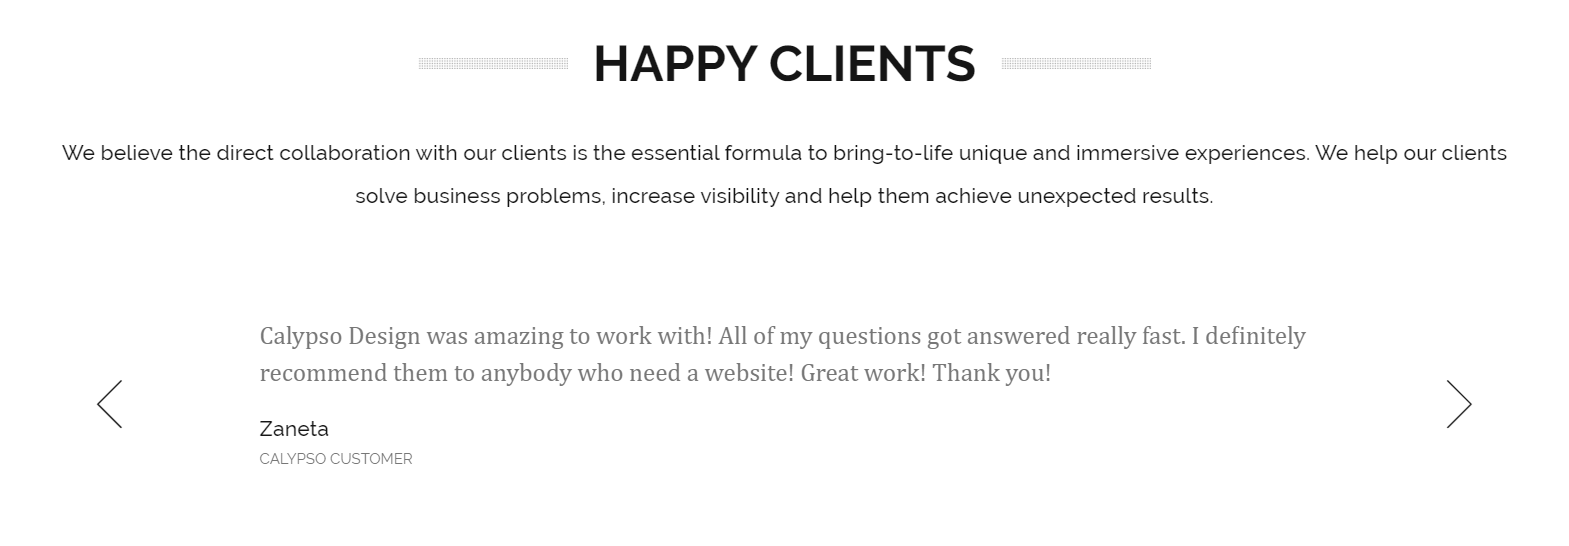 HAPPY CLIENTS
We believe the direct collaboration with our clients is the essential formula to bring-to-life unique and immersive experiences. We help our clients
solve business problems, increase visibility and help them achieve unexpected results.
Calypso Design was amazing to work with! All of my questions got answered really fast. I definitely
recommend them to anybody who need a website! Great work! Thank you!
Zaneta
CALYPSO CUSTOMER